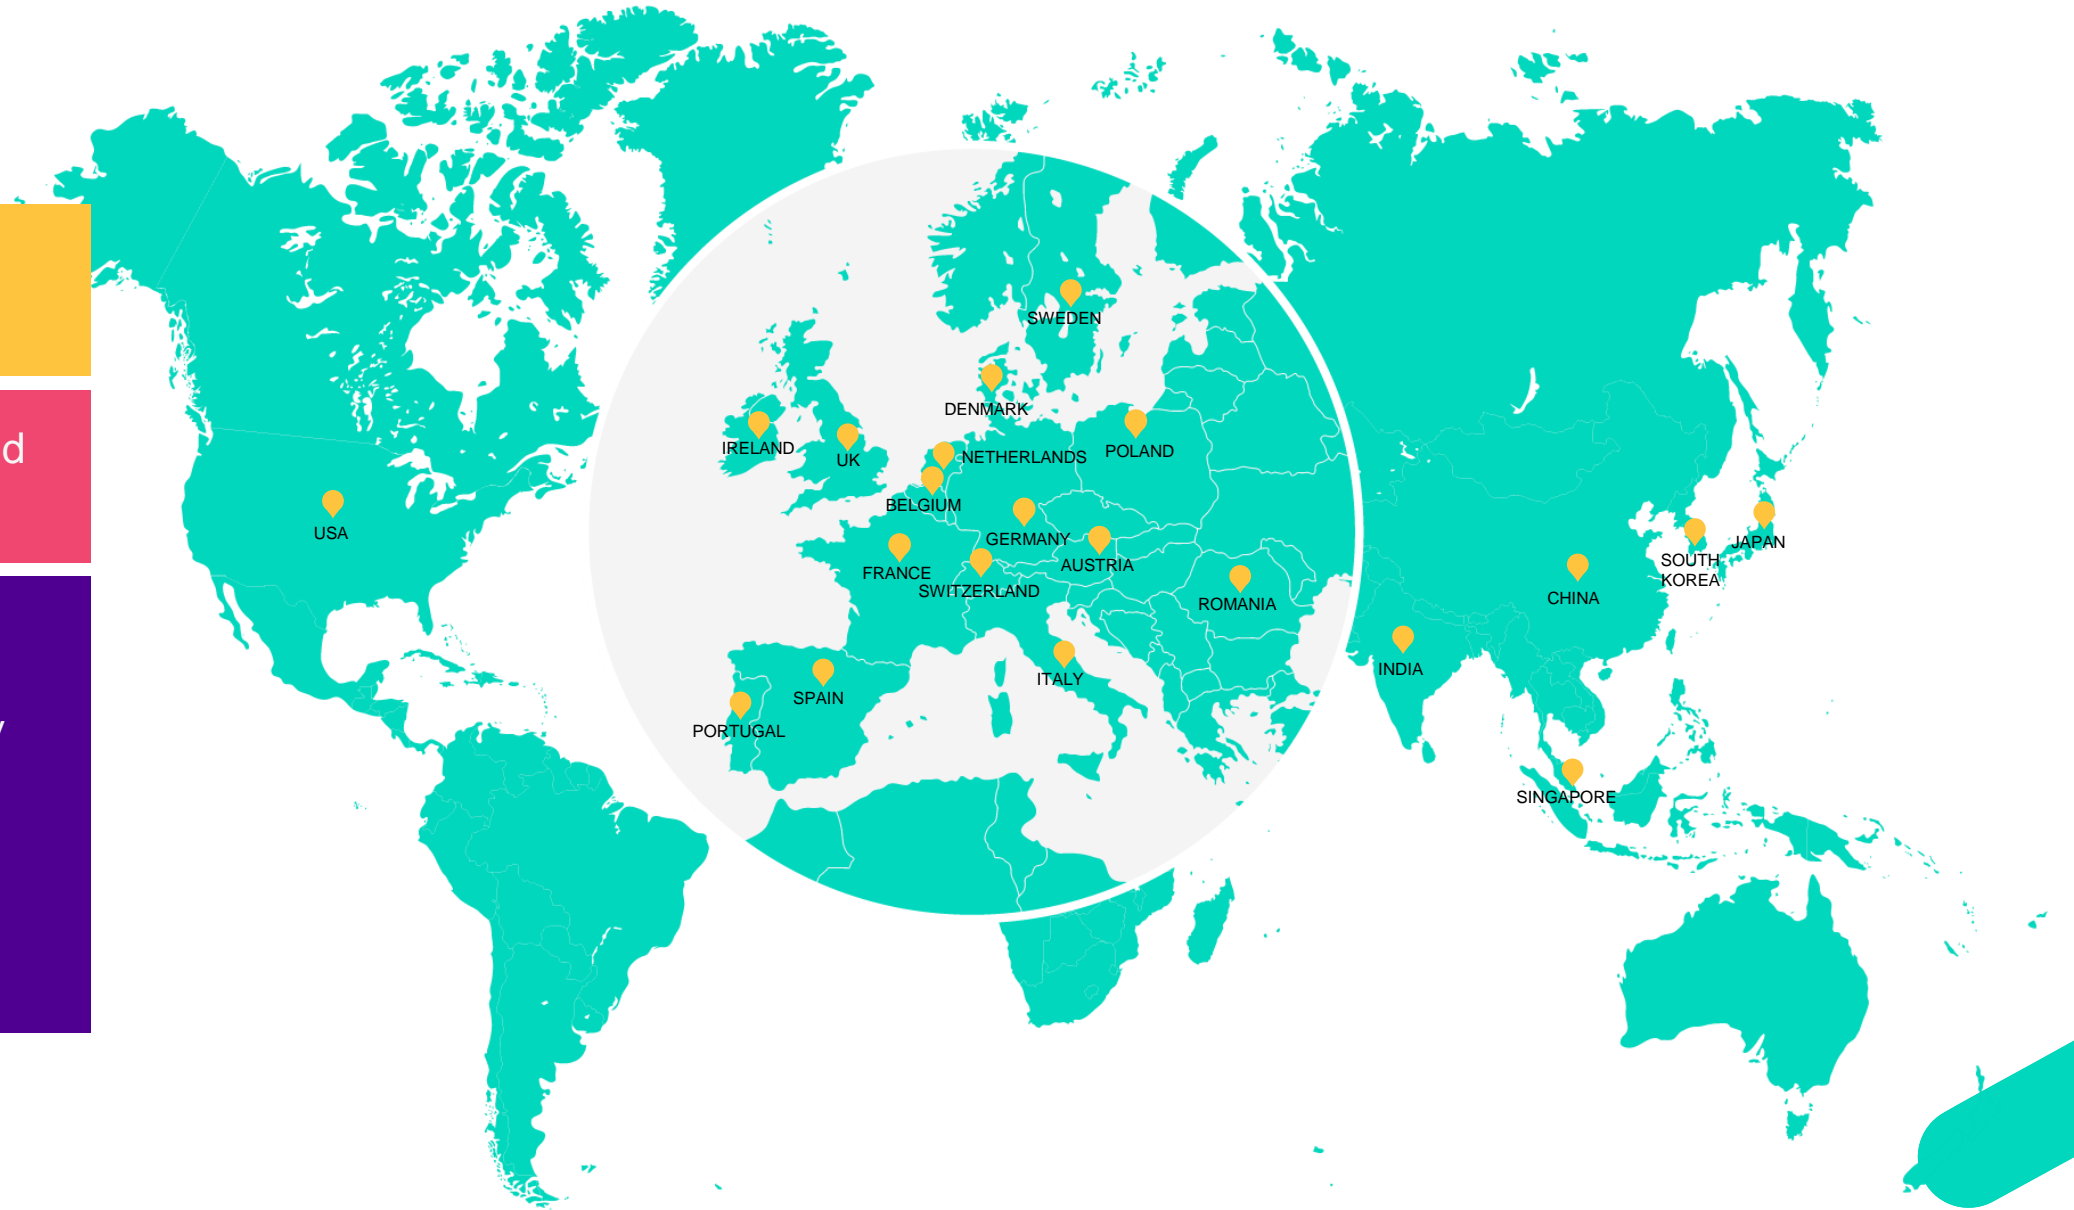 d
y
SWEDEN
DENMARK
IRELAND
UK
NETHERLANDS
POLAND
BELGIUM
USA
GERMANY
JAPAN
FRANCE
AUSTRIA
SOUTH
KOREA
SWITZERLAND
ROMANIA
CHINA
INDIA
ITALY
SPAIN
PORTUGAL
SINGAPORE